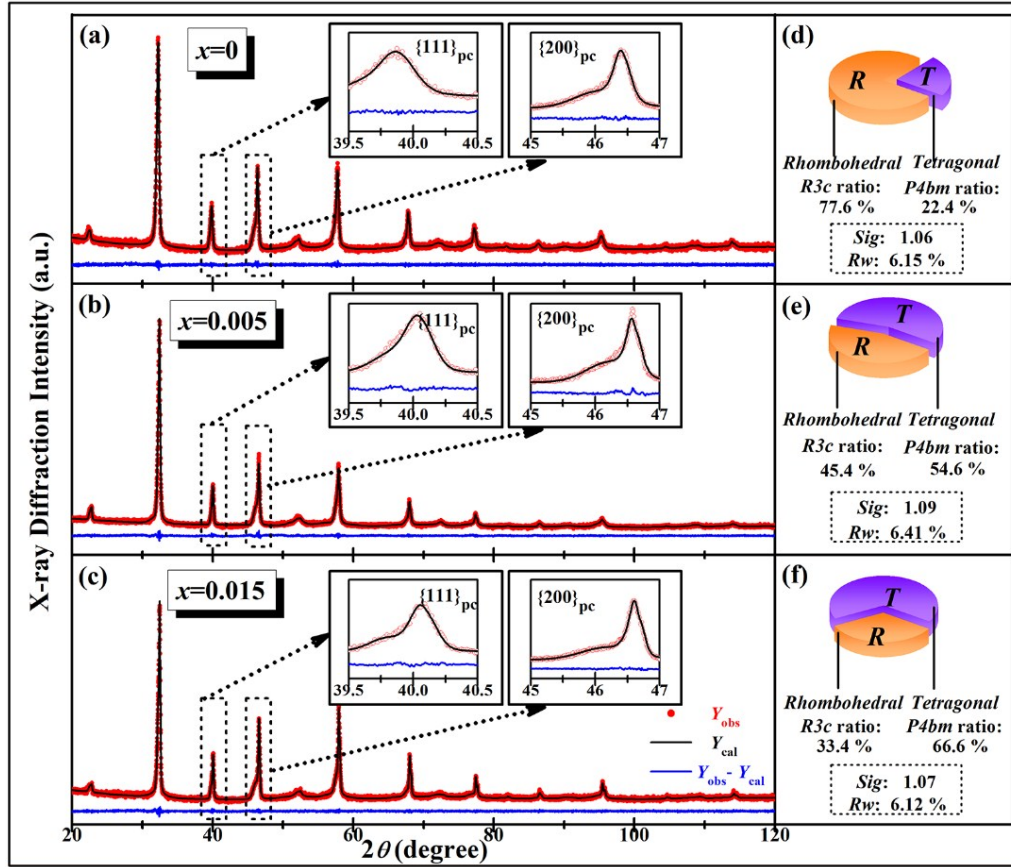 X-ray Diffraction Intensity (a.u.)
(a)
x=0
{111}pc
39.5 40.0 40.5
{200}pc
45 46 47
(b)
x=0.005
{111}pc
39.5 40.0 40.5
{200}pc
45 46 47
(c)
x=0.015
{111}pc
39.5 40.0 40.5
{200}pc
45 46 47
Yobs
Ycal
Yobs- Ycal
20 40 60 80 100 120
2θ (degree)
(d)
R T
Rhombohedral Tetragonal
R3c ratio: P4bm ratio:
77.6 % 22.4 %
Sig: 1.06
Rw: 6.15 %
(e)
T
R
Rhombohedral Tetragonal
R3c ratio: P4bm ratio:
45.4 % 54.6 %
Sig: 1.09
Rw: 6.41 %
(f)
T
R
Rhombohedral Tetragonal
R3c ratio: P4bm ratio:
33.4 % 66.6 %
Sig: 1.07
Rw: 6.12 %